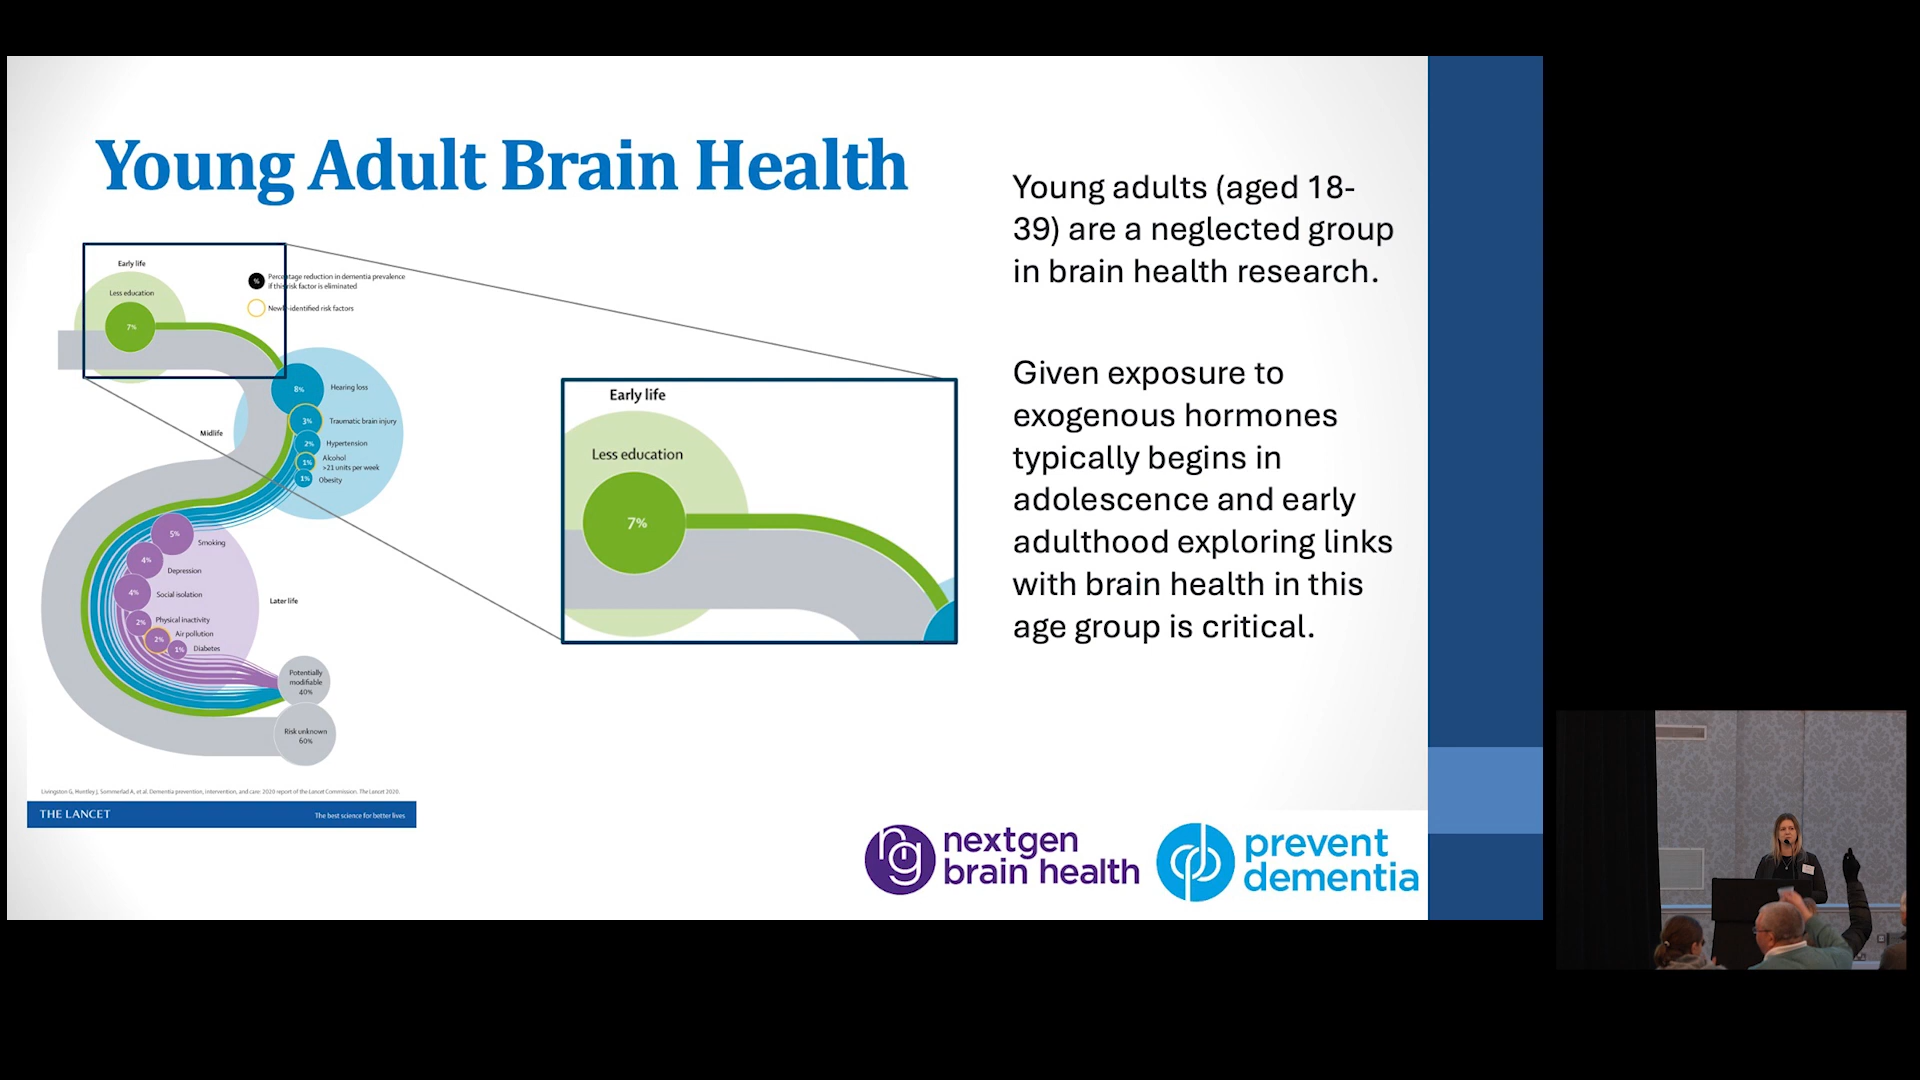 Young Adult Brain Health
Early life
Less education
7%
% Percentage reduction in dementia prevalence
if this risk factor is eliminated
Newly identified risk factors
8% Hearing loss
3% Traumatic brain injury
Midlife
2% Hypertension
1% Alcohol
>21 units per week
1% Obesity
5% Smoking
4% Depression
4% Social isolation
Later life
2% Physical inactivity
2% Air pollution
1% Diabetes
Potentially
modifiable
40%
Risk unknown
60%
Livingston G, Huntley J, Sommerlad A, et al. Dementia prevention, intervention, and care: 2020 report of the Lancet Commission. The Lancet 2020.
THE LANCET
The best science for better lives
Early life
Less education
7%
Young adults (aged 18-
39) are a neglected group
in brain health research.
Given exposure to
exogenous hormones
typically begins in
adolescence and early
adulthood exploring links
with brain health in this
age group is critical.
ng
nextgen
brain health
prevent
dementia